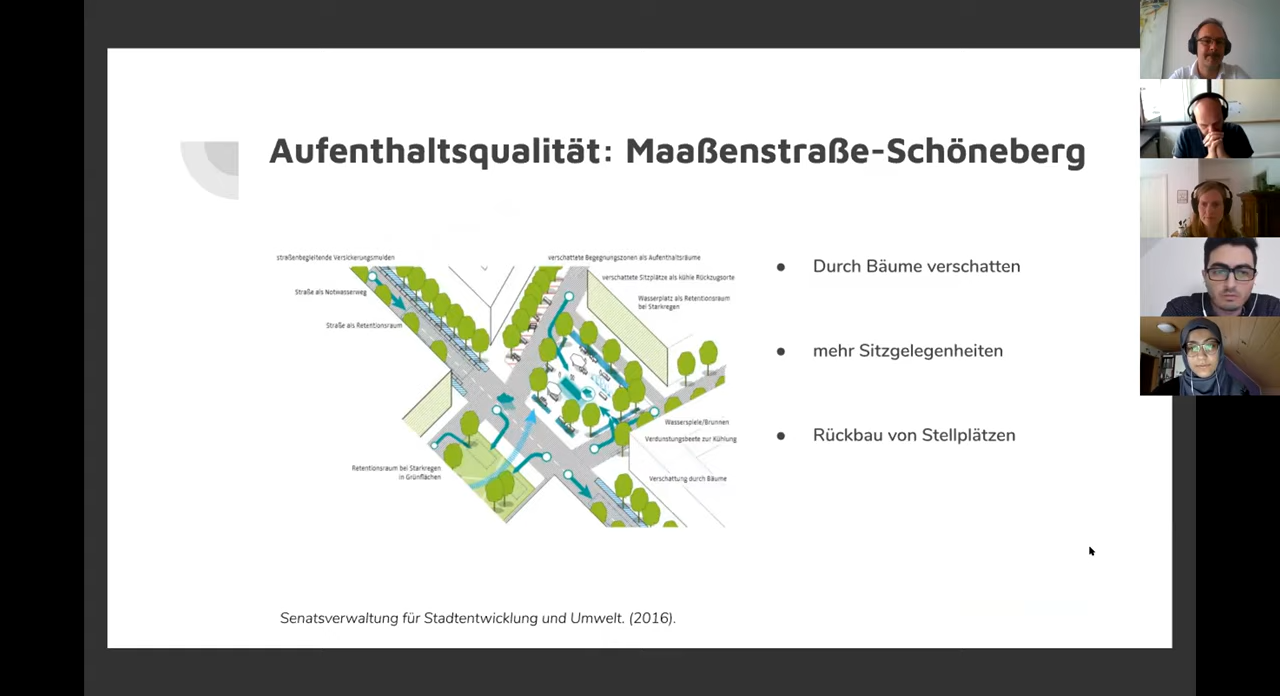 Aufenthaltsqualität: Maaßenstraße-Schöneberg
straßenbegleitende Versickerungsmulden
Straße als Notwasserweg
Straße als Retentionsraum
verschattete Begegnungszonen als Aufenthaltsräume
verschattete Sitzplätze als kühle Rückzugsorte
Wasserplatz als Retentionsraum
bei Starkregen
Wasserspiele/Brunnen
Verdunstungsbeete zur Kühlung
Verschattung durch Bäume
Retentionsraum bei Starkregen
in Grünflächen
● Durch Bäume verschatten
● mehr Sitzgelegenheiten
● Rückbau von Stellplätzen
Senatsverwaltung für Stadtentwicklung und Umwelt. (2016).